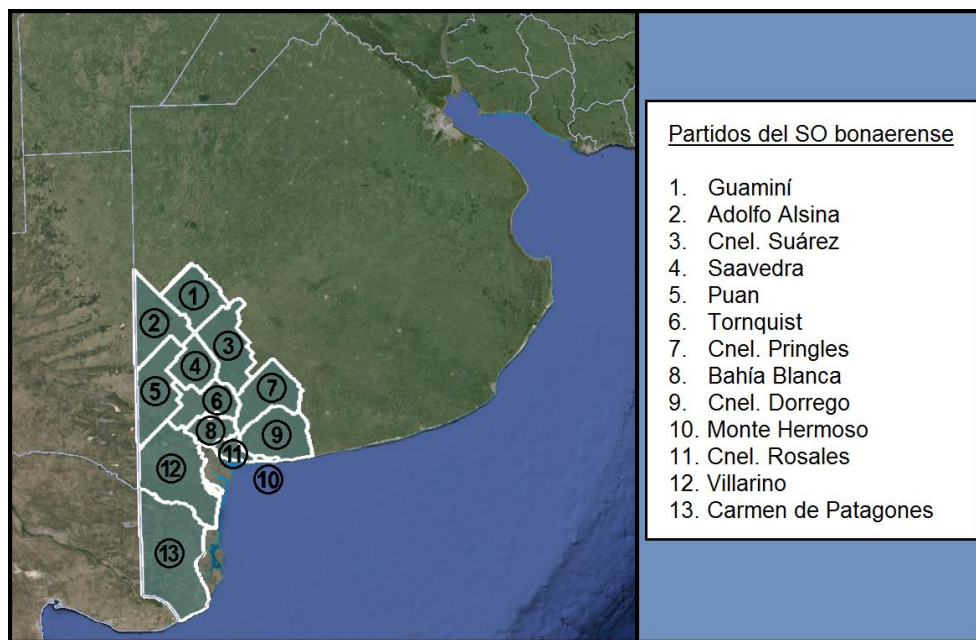 Partidos del SO bonaerense
1. Guaminí
2. Adolfo Alsina
3. Cnel. Suárez
4. Saavedra
5. Puan
6. Tornquist
7. Cnel. Pringles
8. Bahía Blanca
9. Cnel. Dorrego
10. Monte Hermoso
11. Cnel. Rosales
12. Villarino
13. Carmen de Patagones
1
2
3
4
5
6
7
8
9
11
12
10
13